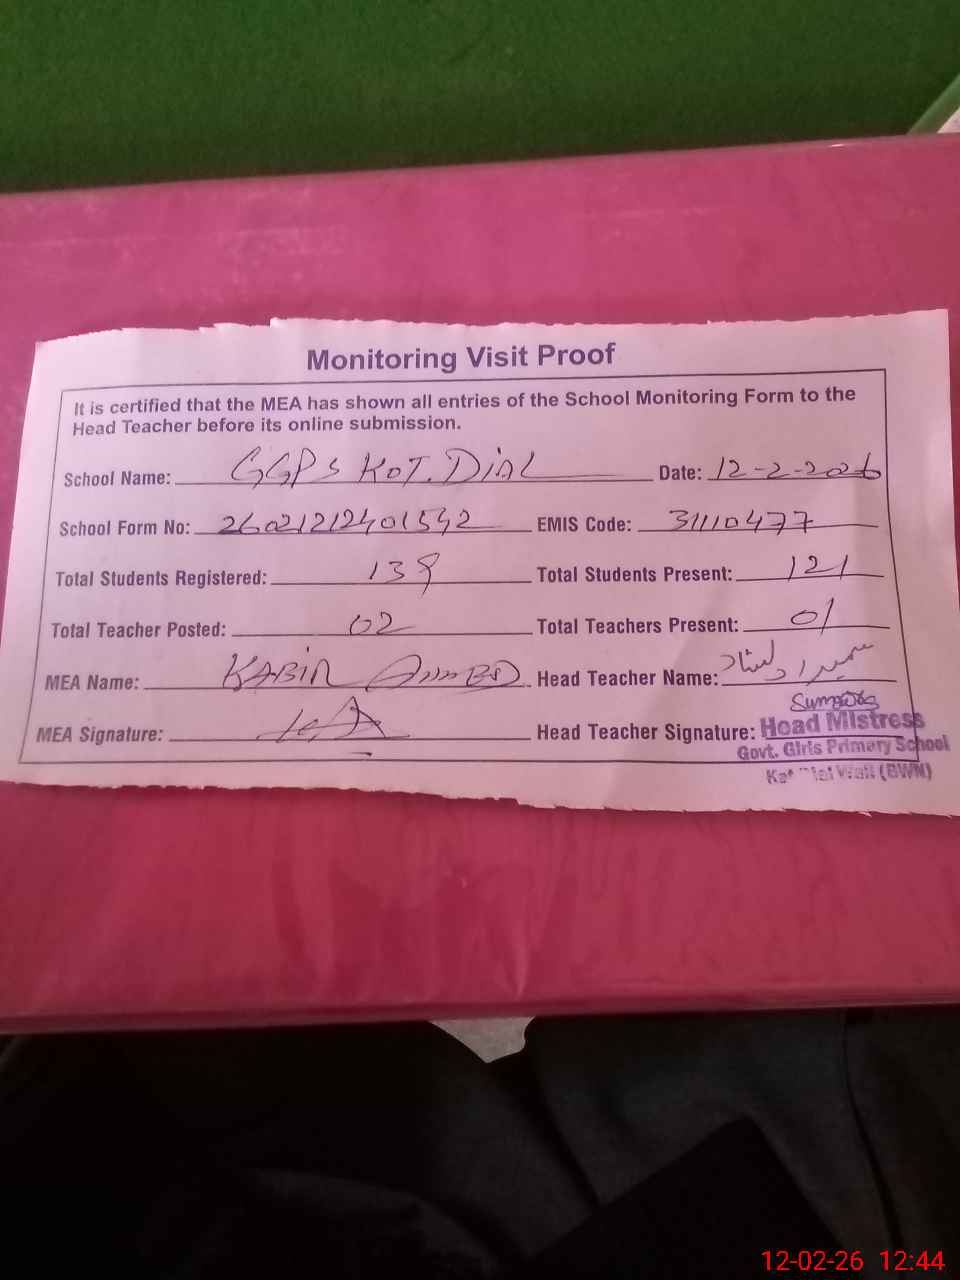 Monitoring Visit Proof
It is certified that the MEA has shown all entries of the School Monitoring Form to the
Head Teacher before its online submission.
School Name: GGPS KOT. DIAL Date: 12-2-2026
School Form No: 26021212401542 EMIS Code: 31110477
Total Students Registered: 139 Total Students Present: 121
Total Teacher Posted: 02 Total Teachers Present: 01
MEA Name: KABIR AHMED Head Teacher Name:
MEA Signature: Head Teacher Signature:
Head Mistress
Govt. Girls Primary School
(BWN)
12-02-26 12:44